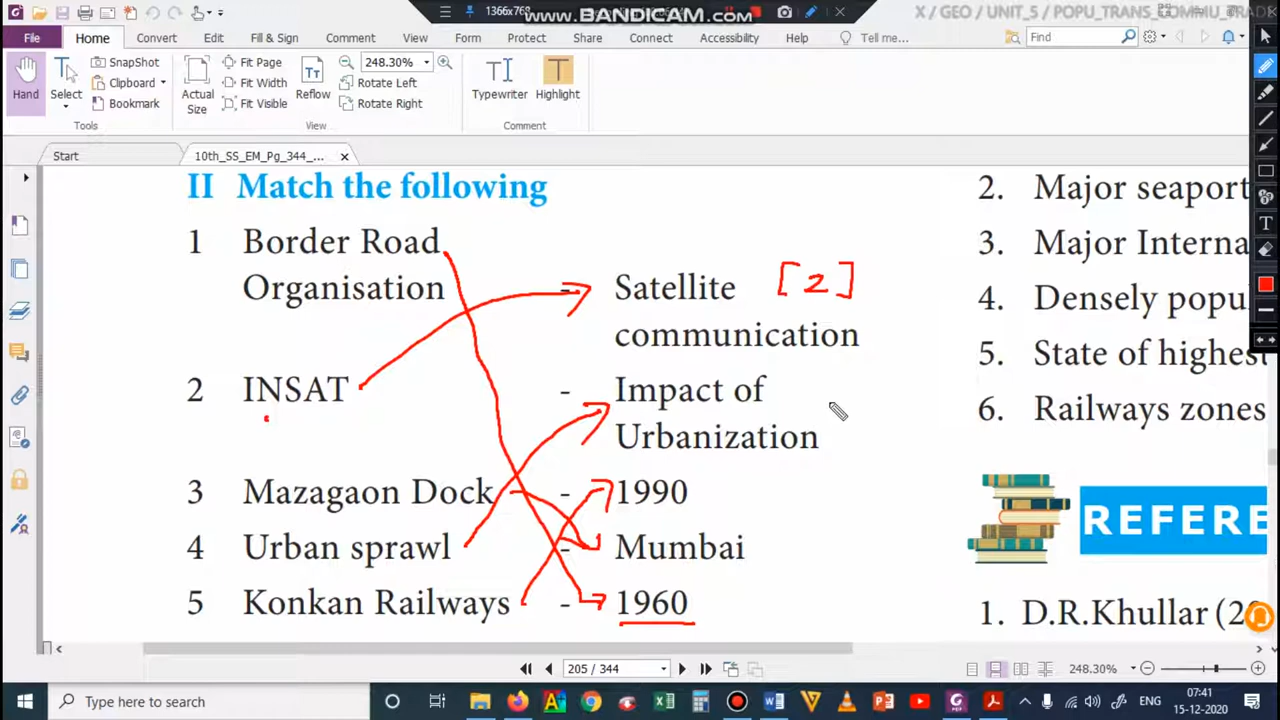 1366x768
www.BANDICAM.com
X / GEO / UNIT_5 / POPU_TRANS_COMMU_TRADE
File Home Convert Edit Fill & Sign Comment View Form Protect Share Connect Accessibility Help Tell me... Find
SnapShot
Clipboard
Bookmark
Hand Select
Actual Size
Fit Page
Fit Width
Fit Visible
Reflow
248.30%
Rotate Left
Rotate Right
Typewriter Highlight
Tools View Comment
Start 10th_SS_EM_Pg_344_...
II Match the following
1 Border Road
Organisation - Satellite [2]
communication
2 INSAT - Impact of
Urbanization
3 Mazagaon Dock - 1990
4 Urban sprawl - Mumbai
5 Konkan Railways - 1960
2. Major seaport
3. Major Interna
4. Densely popu
5. State of highest
6. Railways zones
REFERE
1. D.R.Khullar (20
205 / 344
248.30%
Type here to search
ENG
07:41
15-12-2020